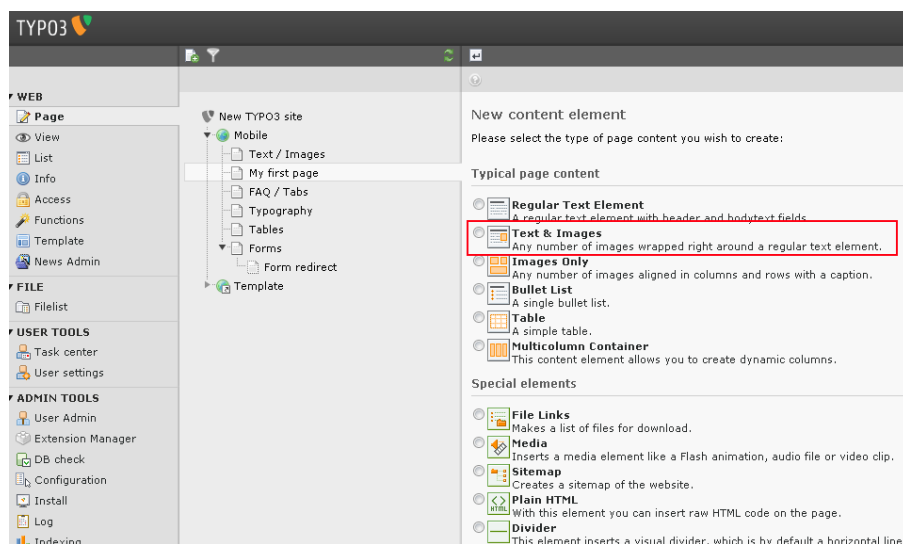 TYPO3
WEB
Page
View
List
Info
Access
Functions
Template
News Admin
FILE
Filelist
USER TOOLS
Task center
User settings
ADMIN TOOLS
User Admin
Extension Manager
DB check
Configuration
Install
Log
Indexing
New TYPO3 site
Mobile
Text / Images
My first page
FAQ / Tabs
Typography
Tables
Forms
Form redirect
Template
New content element
Please select the type of page content you wish to create:
Typical page content
Regular Text Element
A regular text element with header and bodytext fields.
Text & Images
Any number of images wrapped right around a regular text element.
Images Only
Any number of images aligned in columns and rows with a caption.
Bullet List
A single bullet list.
Table
A simple table.
Multicolumn Container
This content element allows you to create dynamic columns.
Special elements
File Links
Makes a list of files for download.
Media
Inserts a media element like a Flash animation, audio file or video clip.
Sitemap
Creates a sitemap of the website.
Plain HTML
With this element you can insert raw HTML code on the page.
Divider
This element inserts a visual divider, which is by default a horizontal line